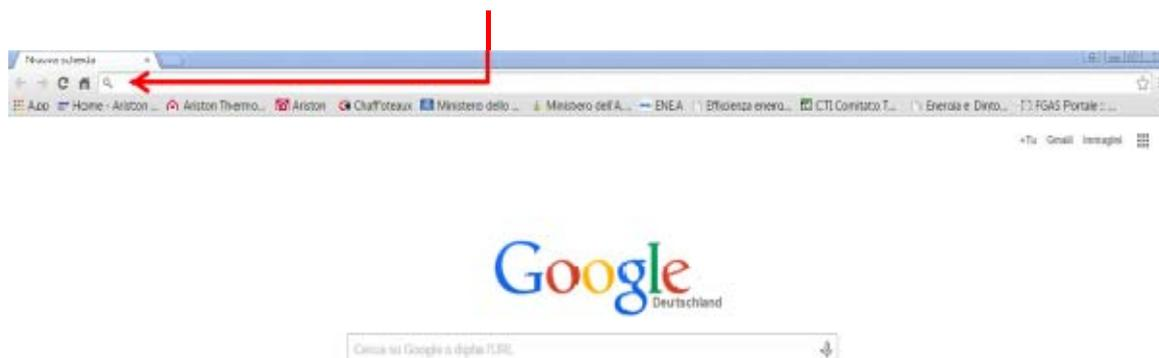 Nuova scheda
App Home - Ariston ... Ariston Thermo... Ariston Chaffoteaux Ministero dello ... Ministero dell'A... ENEA Efficienza energ... CTI Comitato T... Energia e Dinto... FGAS Portale :: ...
+Tu Gmail Immagini
Google
Deutschland
Cerca su Google o digita l'URL